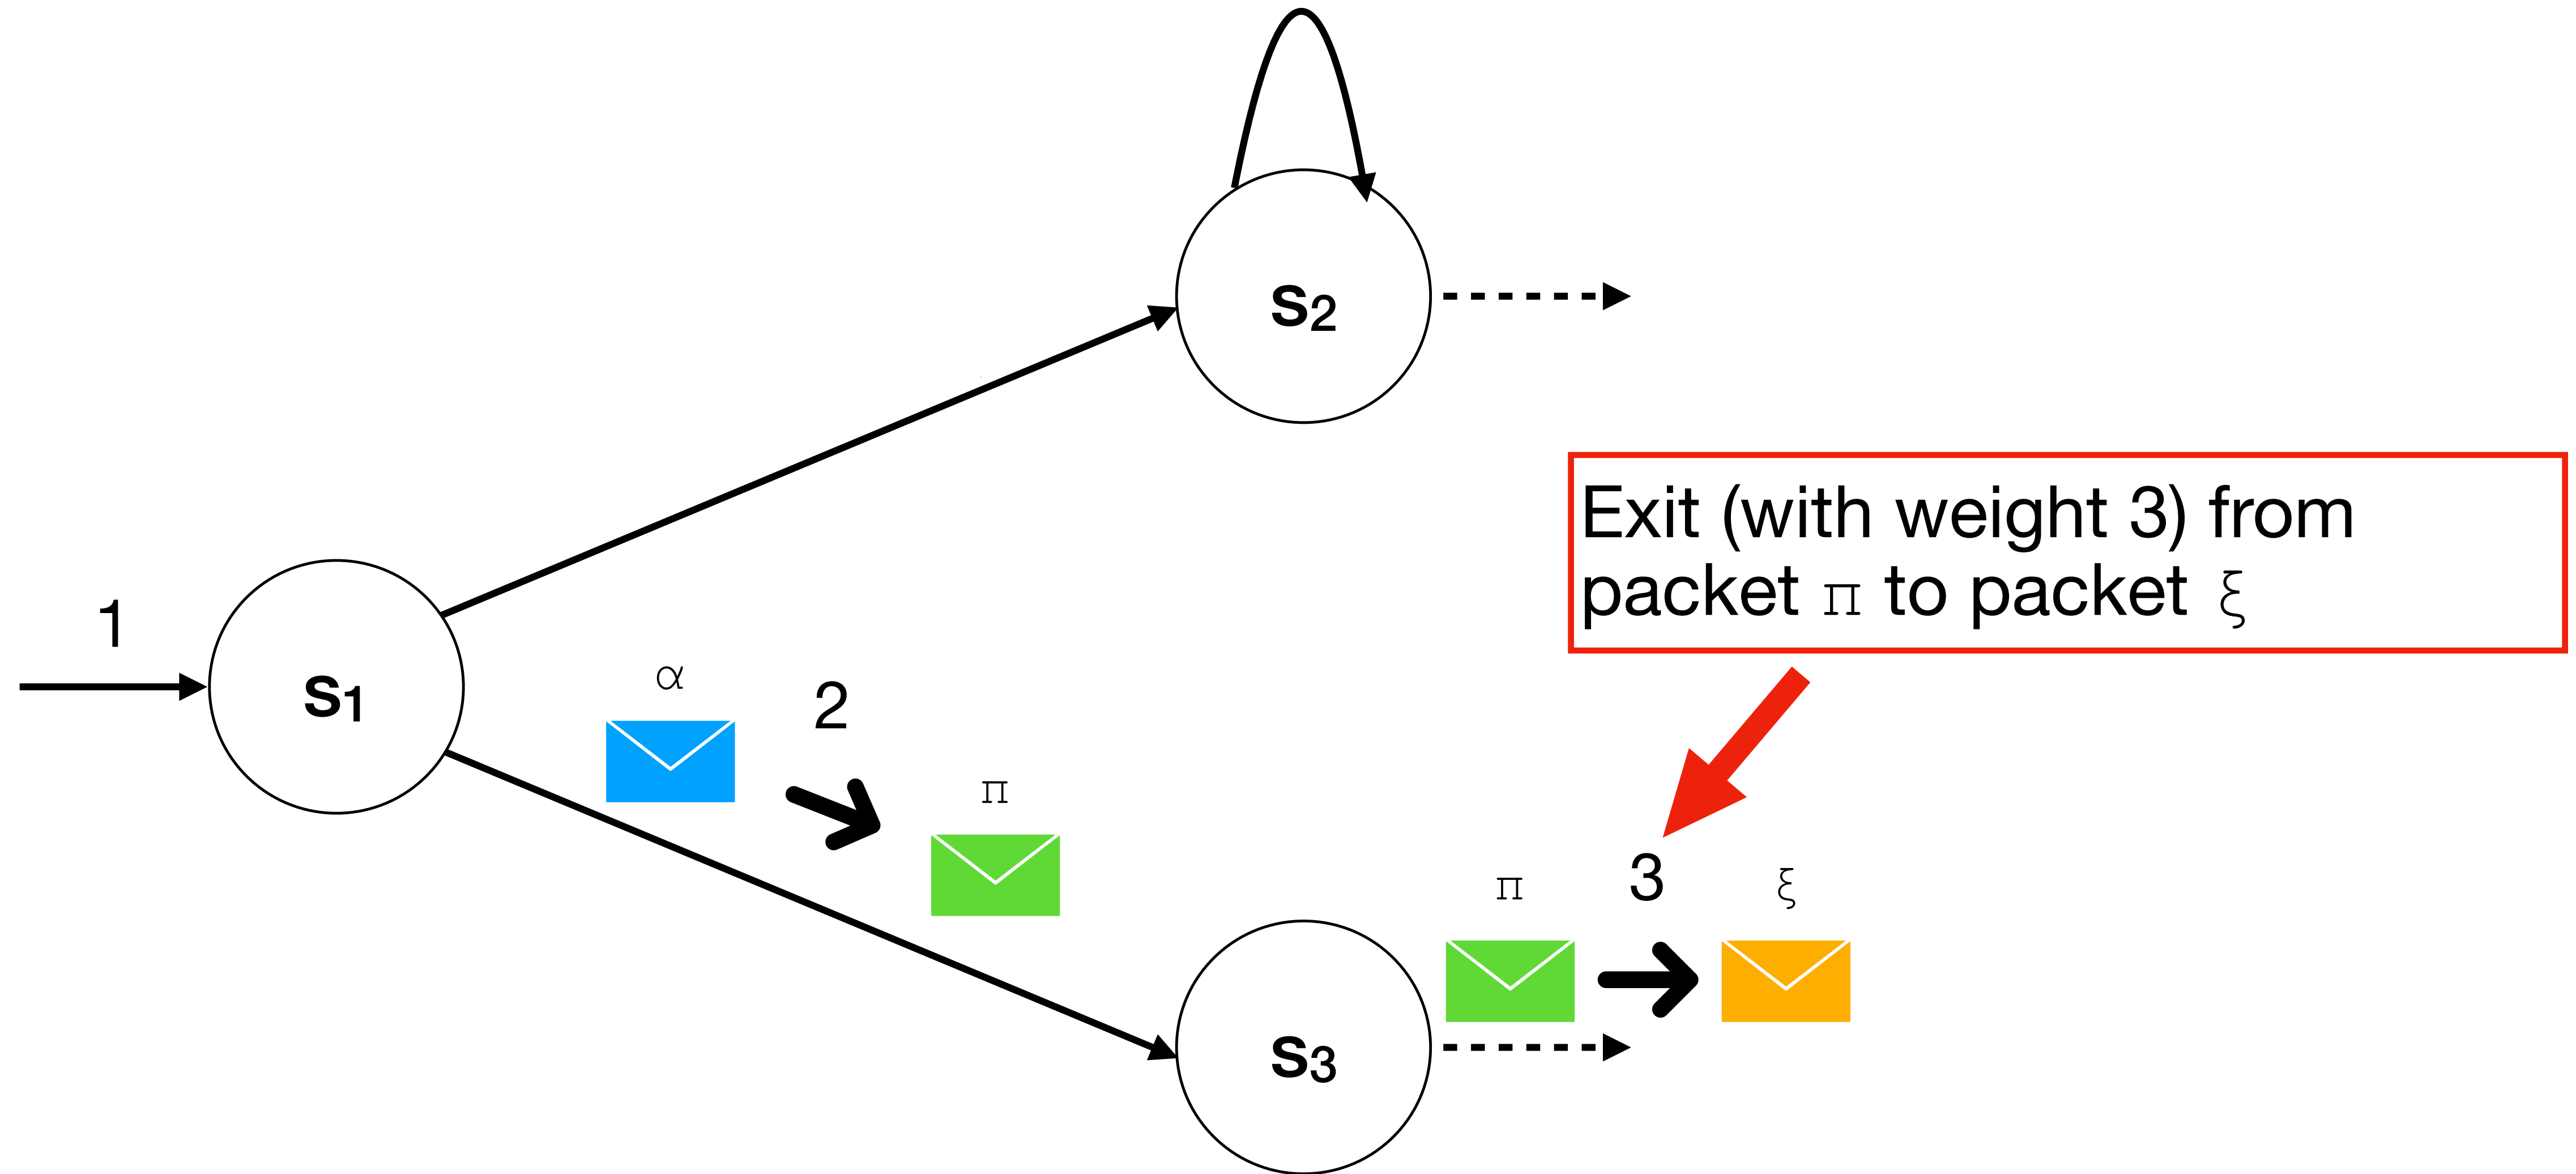 s₂
Exit (with weight 3) from
packet π to packet ξ
1
s₁
α
2
π
3
π
ξ
s₃